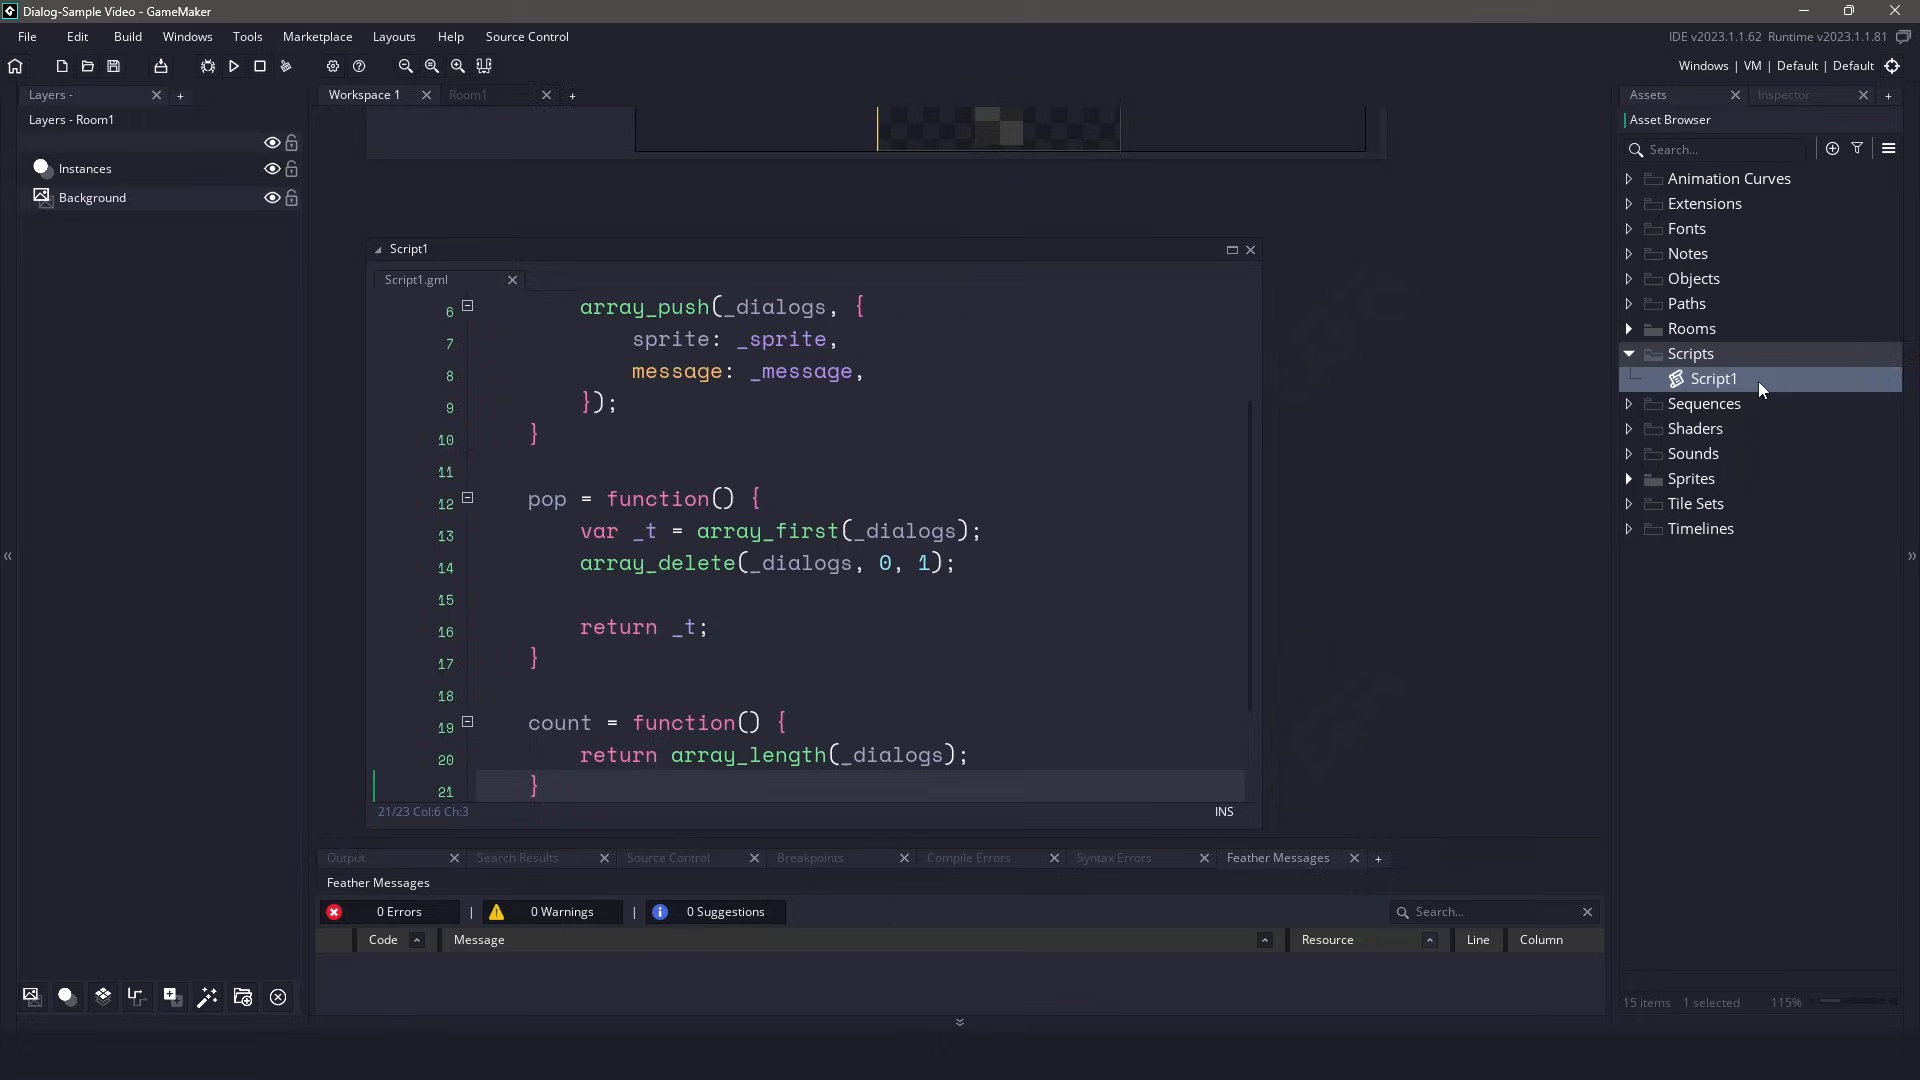 Dialog-Sample Video - GameMaker
File Edit Build Windows Tools Marketplace Layouts Help Source Control
IDE v2023.1.1.62 Runtime v2023.1.1.81
Windows | VM | Default | Default
Layers -
Layers - Room1
Instances
Background
Workspace 1
Room1
Script1
Script1.gml
6 array_push(_dialogs, {
7 sprite: _sprite,
8 message: _message,
9 });
10 }
11
12 pop = function() {
13 var _t = array_first(_dialogs);
14 array_delete(_dialogs, 0, 1);
15
16 return _t;
17 }
18
19 count = function() {
20 return array_length(_dialogs);
21 }
21/23 Col:6 Ch:3
INS
Output
Search Results
Source Control
Breakpoints
Compile Errors
Syntax Errors
Feather Messages
Feather Messages
0 Errors | 0 Warnings | 0 Suggestions
Search...
Code Message Resource Line Column
Assets
Inspector
Asset Browser
Search...
Animation Curves
Extensions
Fonts
Notes
Objects
Paths
Rooms
Scripts
Script1
Sequences
Shaders
Sounds
Sprites
Tile Sets
Timelines
15 items 1 selected 115%